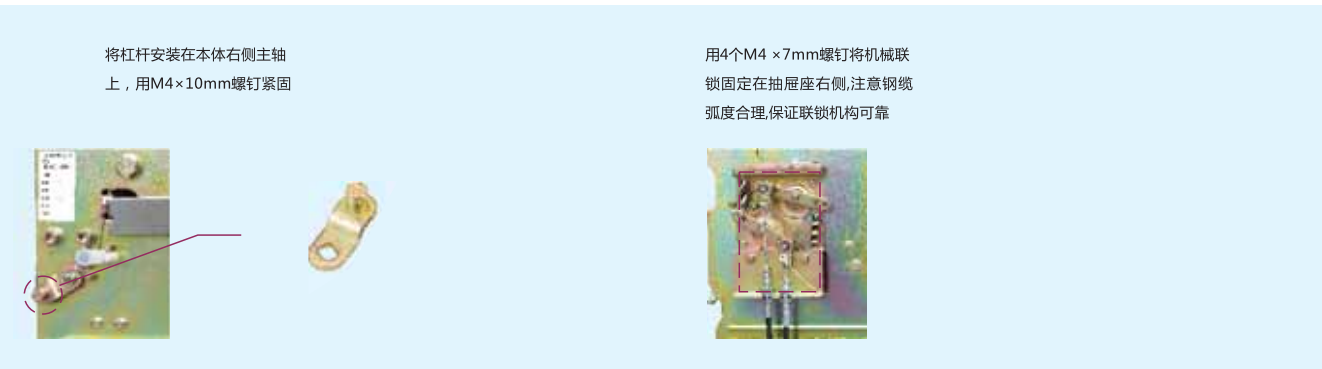 将杠杆安装在本体右侧主轴
上，用M4×10mm螺钉紧固
用4个M4 ×7mm螺钉将机械联
锁固定在抽屉座右侧,注意钢缆
弧度合理,保证联锁机构可靠